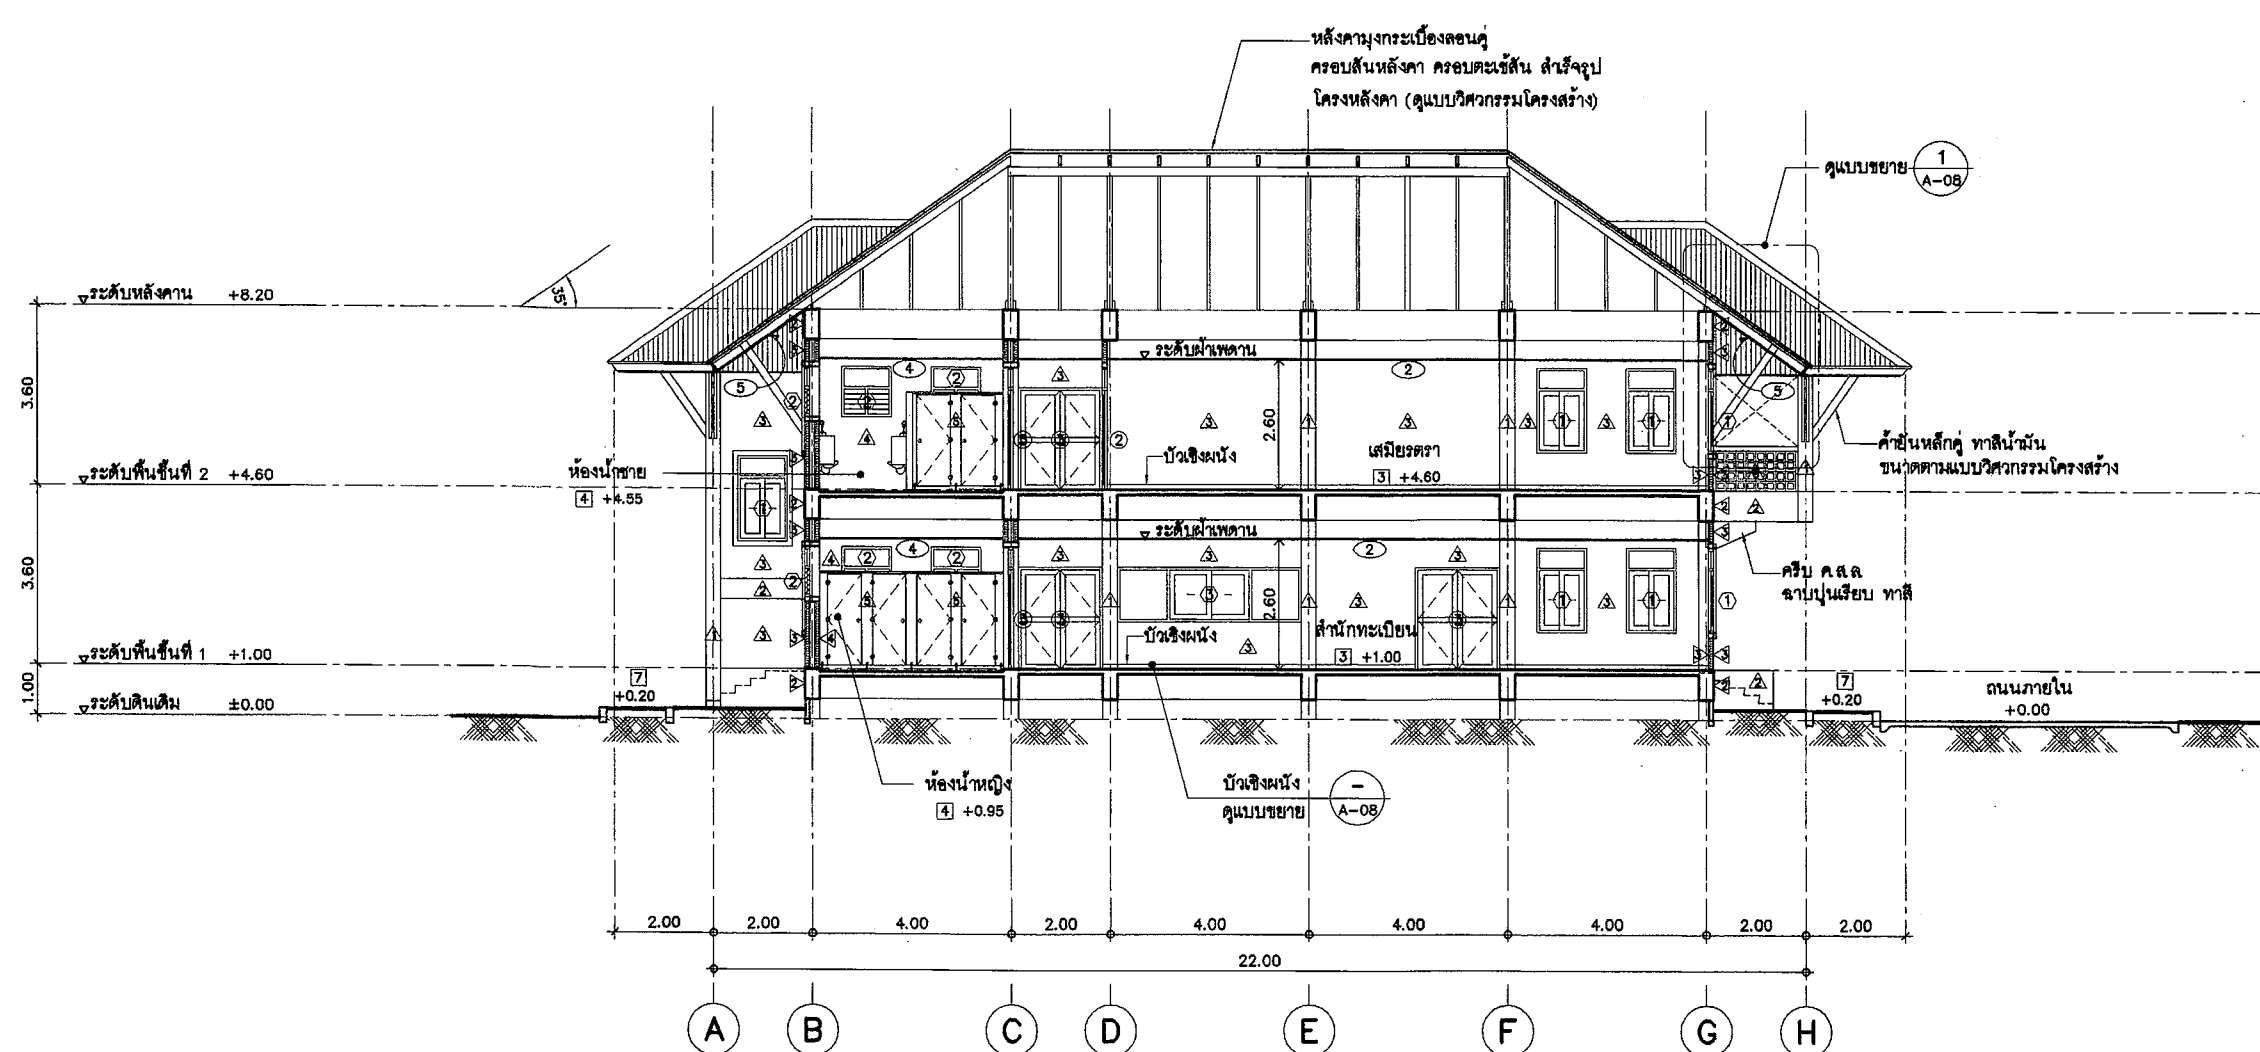 หลังคามุงกระเบื้องลอนคู่
ครอบสันหลังคา ครอบตะเข้สัน สำเร็จรูป
โครงหลังคา (ดูแบบวิศวกรรมโครงสร้าง)
ดูแบบขยาย
1
A-08
35°
ระดับหลังคาน +8.20
ระดับฝ้าเพดาน
4
2
5
5
3.60
2.60
ค้ำยันเหล็กคู่ ทาสีน้ำมัน
ขนาดตามแบบวิศวกรรมโครงสร้าง
เสมียรตรา
3 +4.60
บัวเชิงผนัง
ห้องน้ำชาย
4 +4.55
ระดับพื้นชั้นที่ 2 +4.60
ระดับฝ้าเพดาน
4
2
3.60
2.60
ครีบ ค.ส.ล.
ฉาบปูนเรียบ ทาสี
สำนักทะเบียน
3 +1.00
บัวเชิงผนัง
ระดับพื้นชั้นที่ 1 +1.00
1.00
7
+0.20
7
+0.20
ถนนภายใน
+0.00
ระดับดินเดิม ±0.00
ห้องน้ำหญิง
4 +0.95
บัวเชิงผนัง
ดูแบบขยาย
-
A-08
2.00 2.00 4.00 2.00 4.00 4.00 4.00 2.00 2.00
22.00
A B C D E F G H